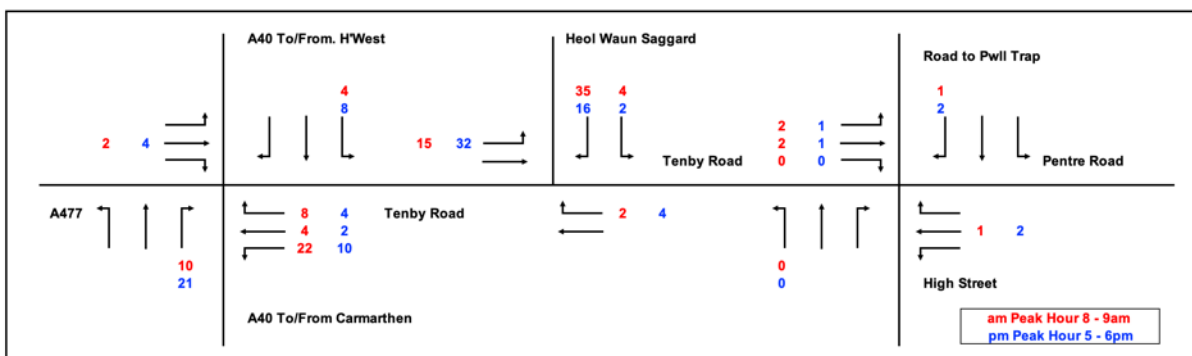 A40 To/From. H'West
Heol Waun Saggard
Road to Pwll Trap
4
35 4
1
8
16 2
2
2 1
2 4
15 32
2 1
0 0
Tenby Road
Pentre Road
A477
8 4
Tenby Road
2 4
4 2
1 2
22 10
10
0
21
0
High Street
A40 To/From Carmarthen
am Peak Hour 8 - 9am
pm Peak Hour 5 - 6pm